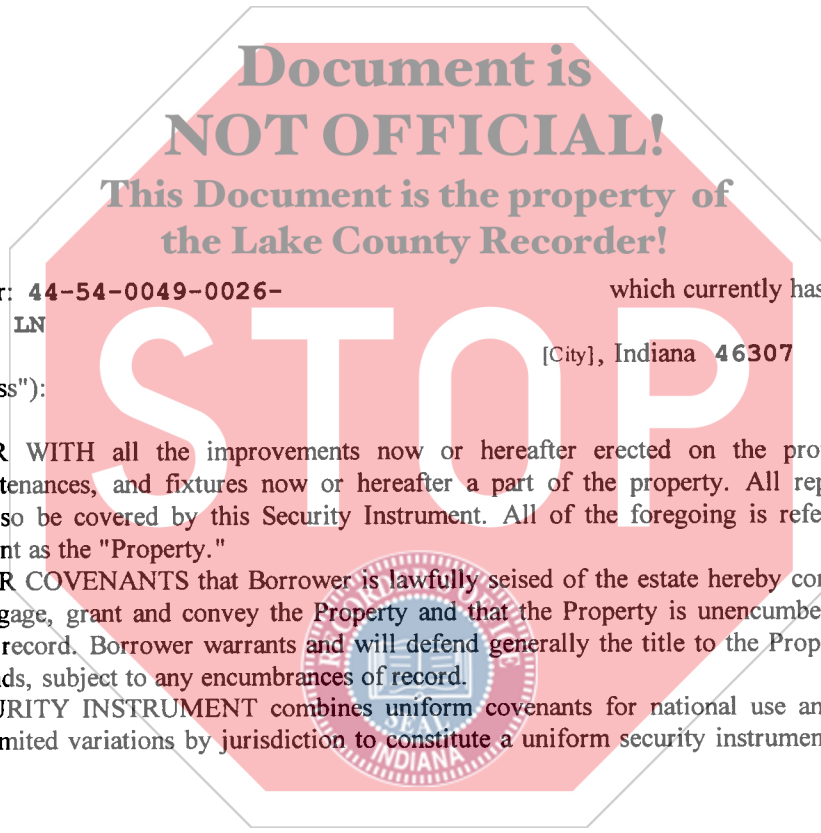 Document is
NOT OFFICIAL!
This Document is the property of
the Lake County Recorder!
r: 44-54-0049-0026- which currently has
LN
[City], Indiana 46307
ss"):
STOP
R WITH all the improvements now or hereafter erected on the pro
tenances, and fixtures now or hereafter a part of the property. All rep
so be covered by this Security Instrument. All of the foregoing is refe
nt as the "Property."
R COVENANTS that Borrower is lawfully seised of the estate hereby con
gage, grant and convey the Property and that the Property is unencumbe
record. Borrower warrants and will defend generally the title to the Prop
ds, subject to any encumbrances of record.
URITY INSTRUMENT combines uniform covenants for national use an
mited variations by jurisdiction to constitute a uniform security instrumen
RECORDER'S OFFICE
SEAL
INDIANA